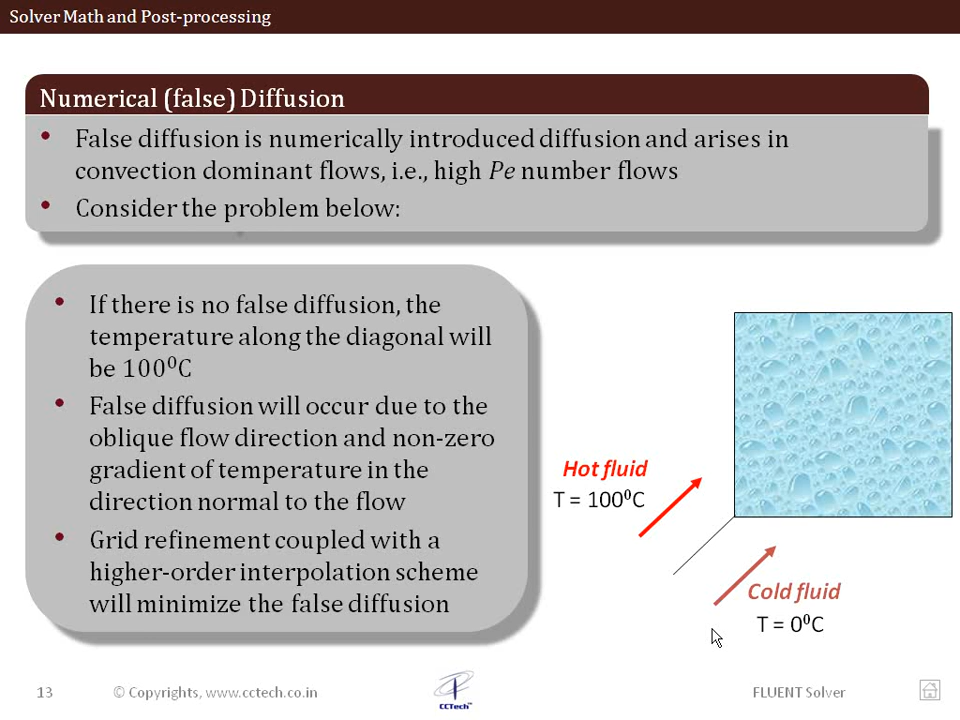 Solver Math and Post-processing
Numerical (false) Diffusion
• False diffusion is numerically introduced diffusion and arises in
convection dominant flows, i.e., high Pe number flows
• Consider the problem below:
• If there is no false diffusion, the
temperature along the diagonal will
be 100⁰C
• False diffusion will occur due to the
oblique flow direction and non-zero
gradient of temperature in the
direction normal to the flow
• Grid refinement coupled with a
higher-order interpolation scheme
will minimize the false diffusion
Hot fluid
T = 100⁰C
Cold fluid
T = 0⁰C
13
© Copyrights, www.cctech.co.in
CCTech™
FLUENT Solver